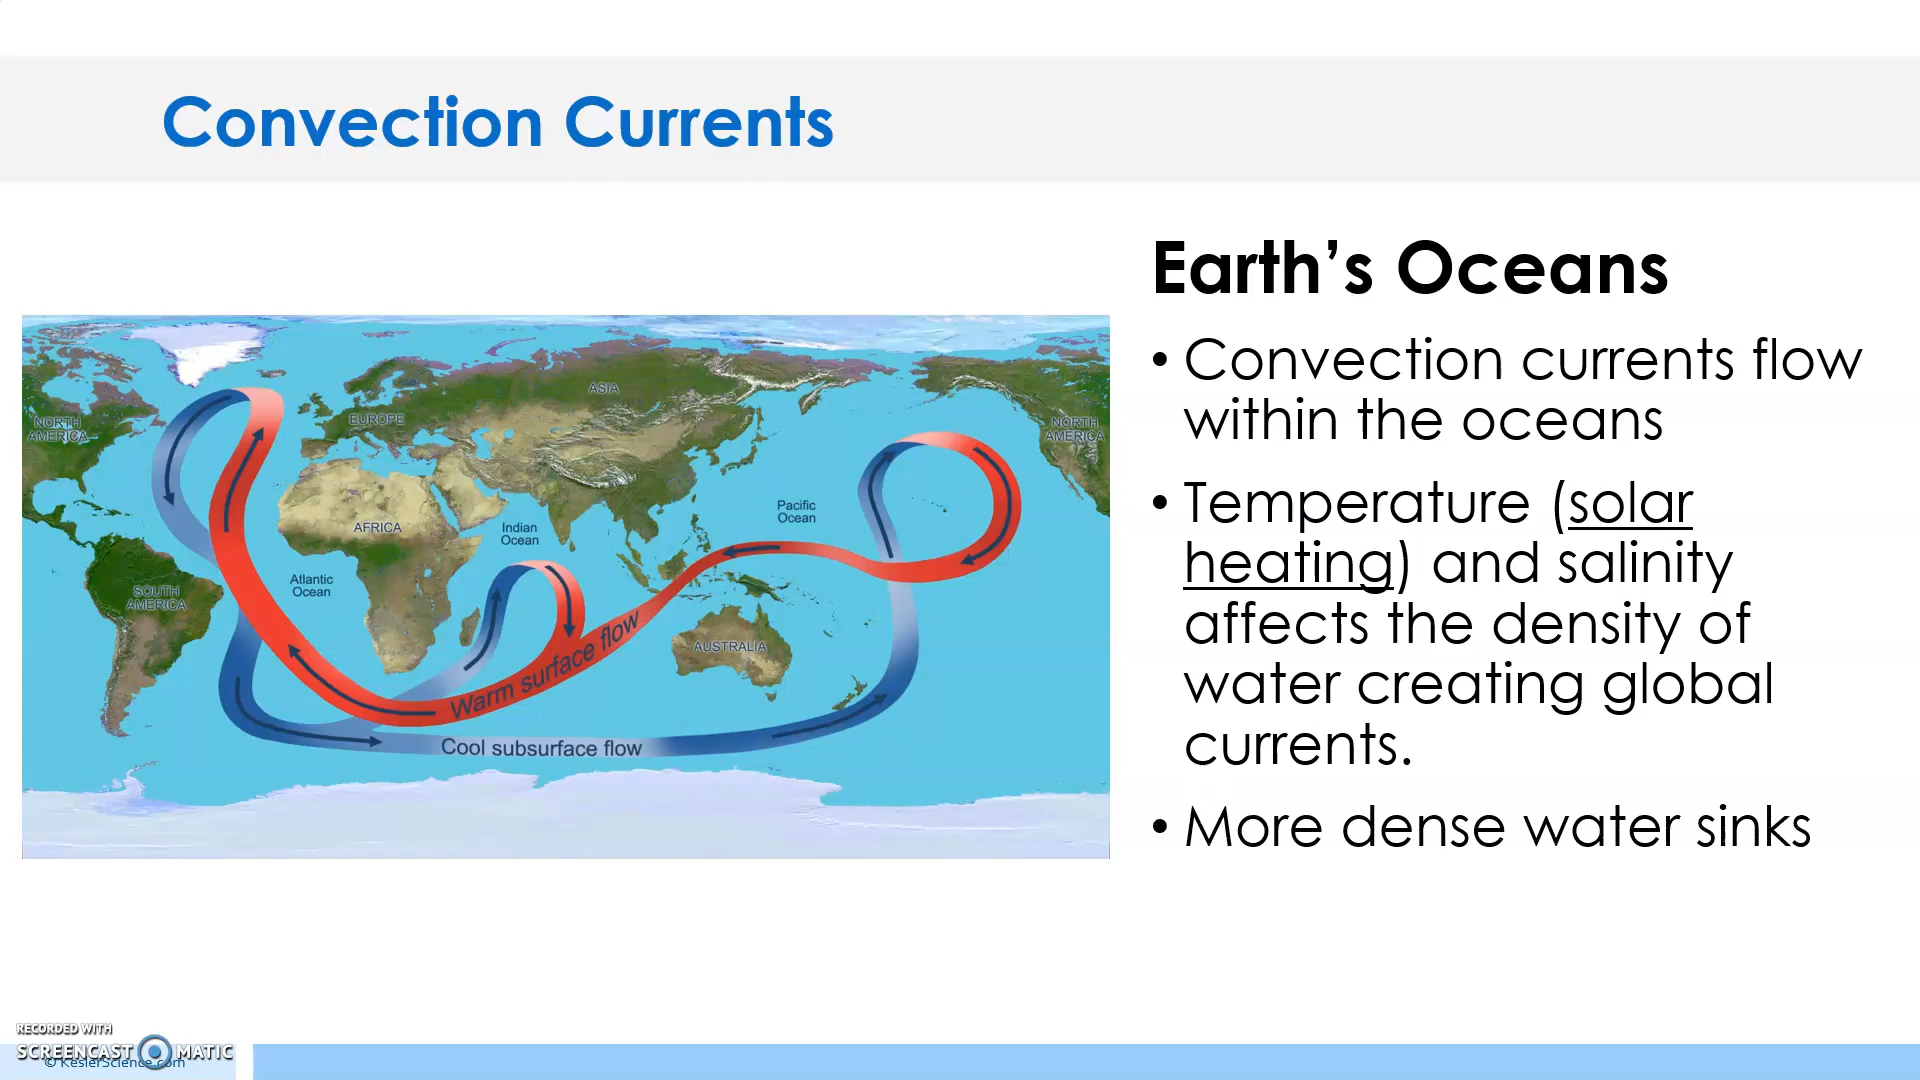 Convection Currents
Earth's Oceans
• Convection currents flow
within the oceans
• Temperature (solar
heating) and salinity
affects the density of
water creating global
currents.
• More dense water sinks
NORTH
AMERICA
EUROPE
ASIA
NORTH
AMERICA
Pacific
Ocean
AFRICA
Indian
Ocean
Atlantic
Ocean
SOUTH
AMERICA
AUSTRALIA
Warm surface flow
Cool subsurface flow
RECORDED WITH
SCREENCAST MATIC
© KeslerScience.com